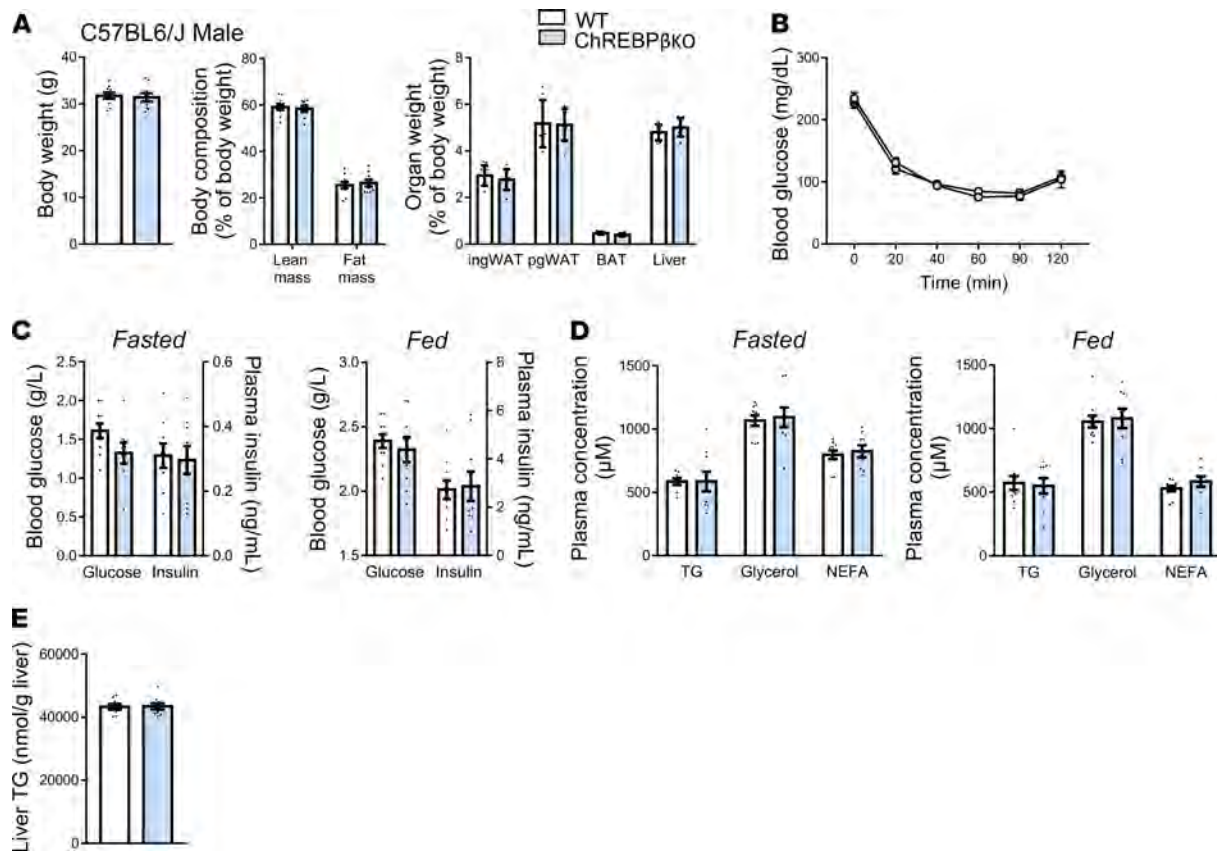 A
C57BL6/J Male
WT
ChREBPβKO
Body weight (g)
40
30
20
10
0
Body composition
(% of body weight)
80
60
40
20
0
Lean
mass
Fat
mass
Organ weight
(% of body weight)
8
6
4
2
0
ingWAT
pgWAT
BAT
Liver
B
Blood glucose (mg/dL)
300
200
100
0
0
20
40
60
90
120
Time (min)
C
Fasted
Blood glucose (g/L)
2.5
2.0
1.5
1.0
0.5
0.0
Glucose
Insulin
0.6
0.4
0.2
0.0
Plasma insulin (ng/mL)
Fed
Blood glucose (g/L)
3.0
2.5
2.0
1.5
Glucose
Insulin
8
6
4
2
0
Plasma insulin (ng/mL)
D
Fasted
Plasma concentration
(µM)
1500
1000
500
0
TG
Glycerol
NEFA
Fed
Plasma concentration
(µM)
1500
1000
500
0
TG
Glycerol
NEFA
E
Liver TG (nmol/g liver)
60000
40000
20000
0